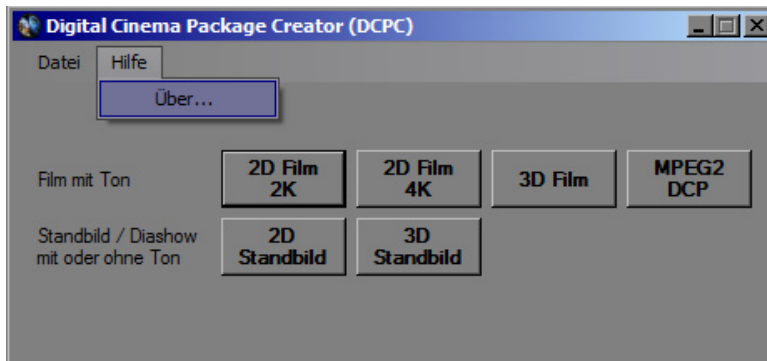 Digital Cinema Package Creator (DCPC)
Datei Hilfe
Über...
Film mit Ton
2D Film
2K
2D Film
4K
3D Film
MPEG2
DCP
Standbild / Diashow
mit oder ohne Ton
2D
Standbild
3D
Standbild